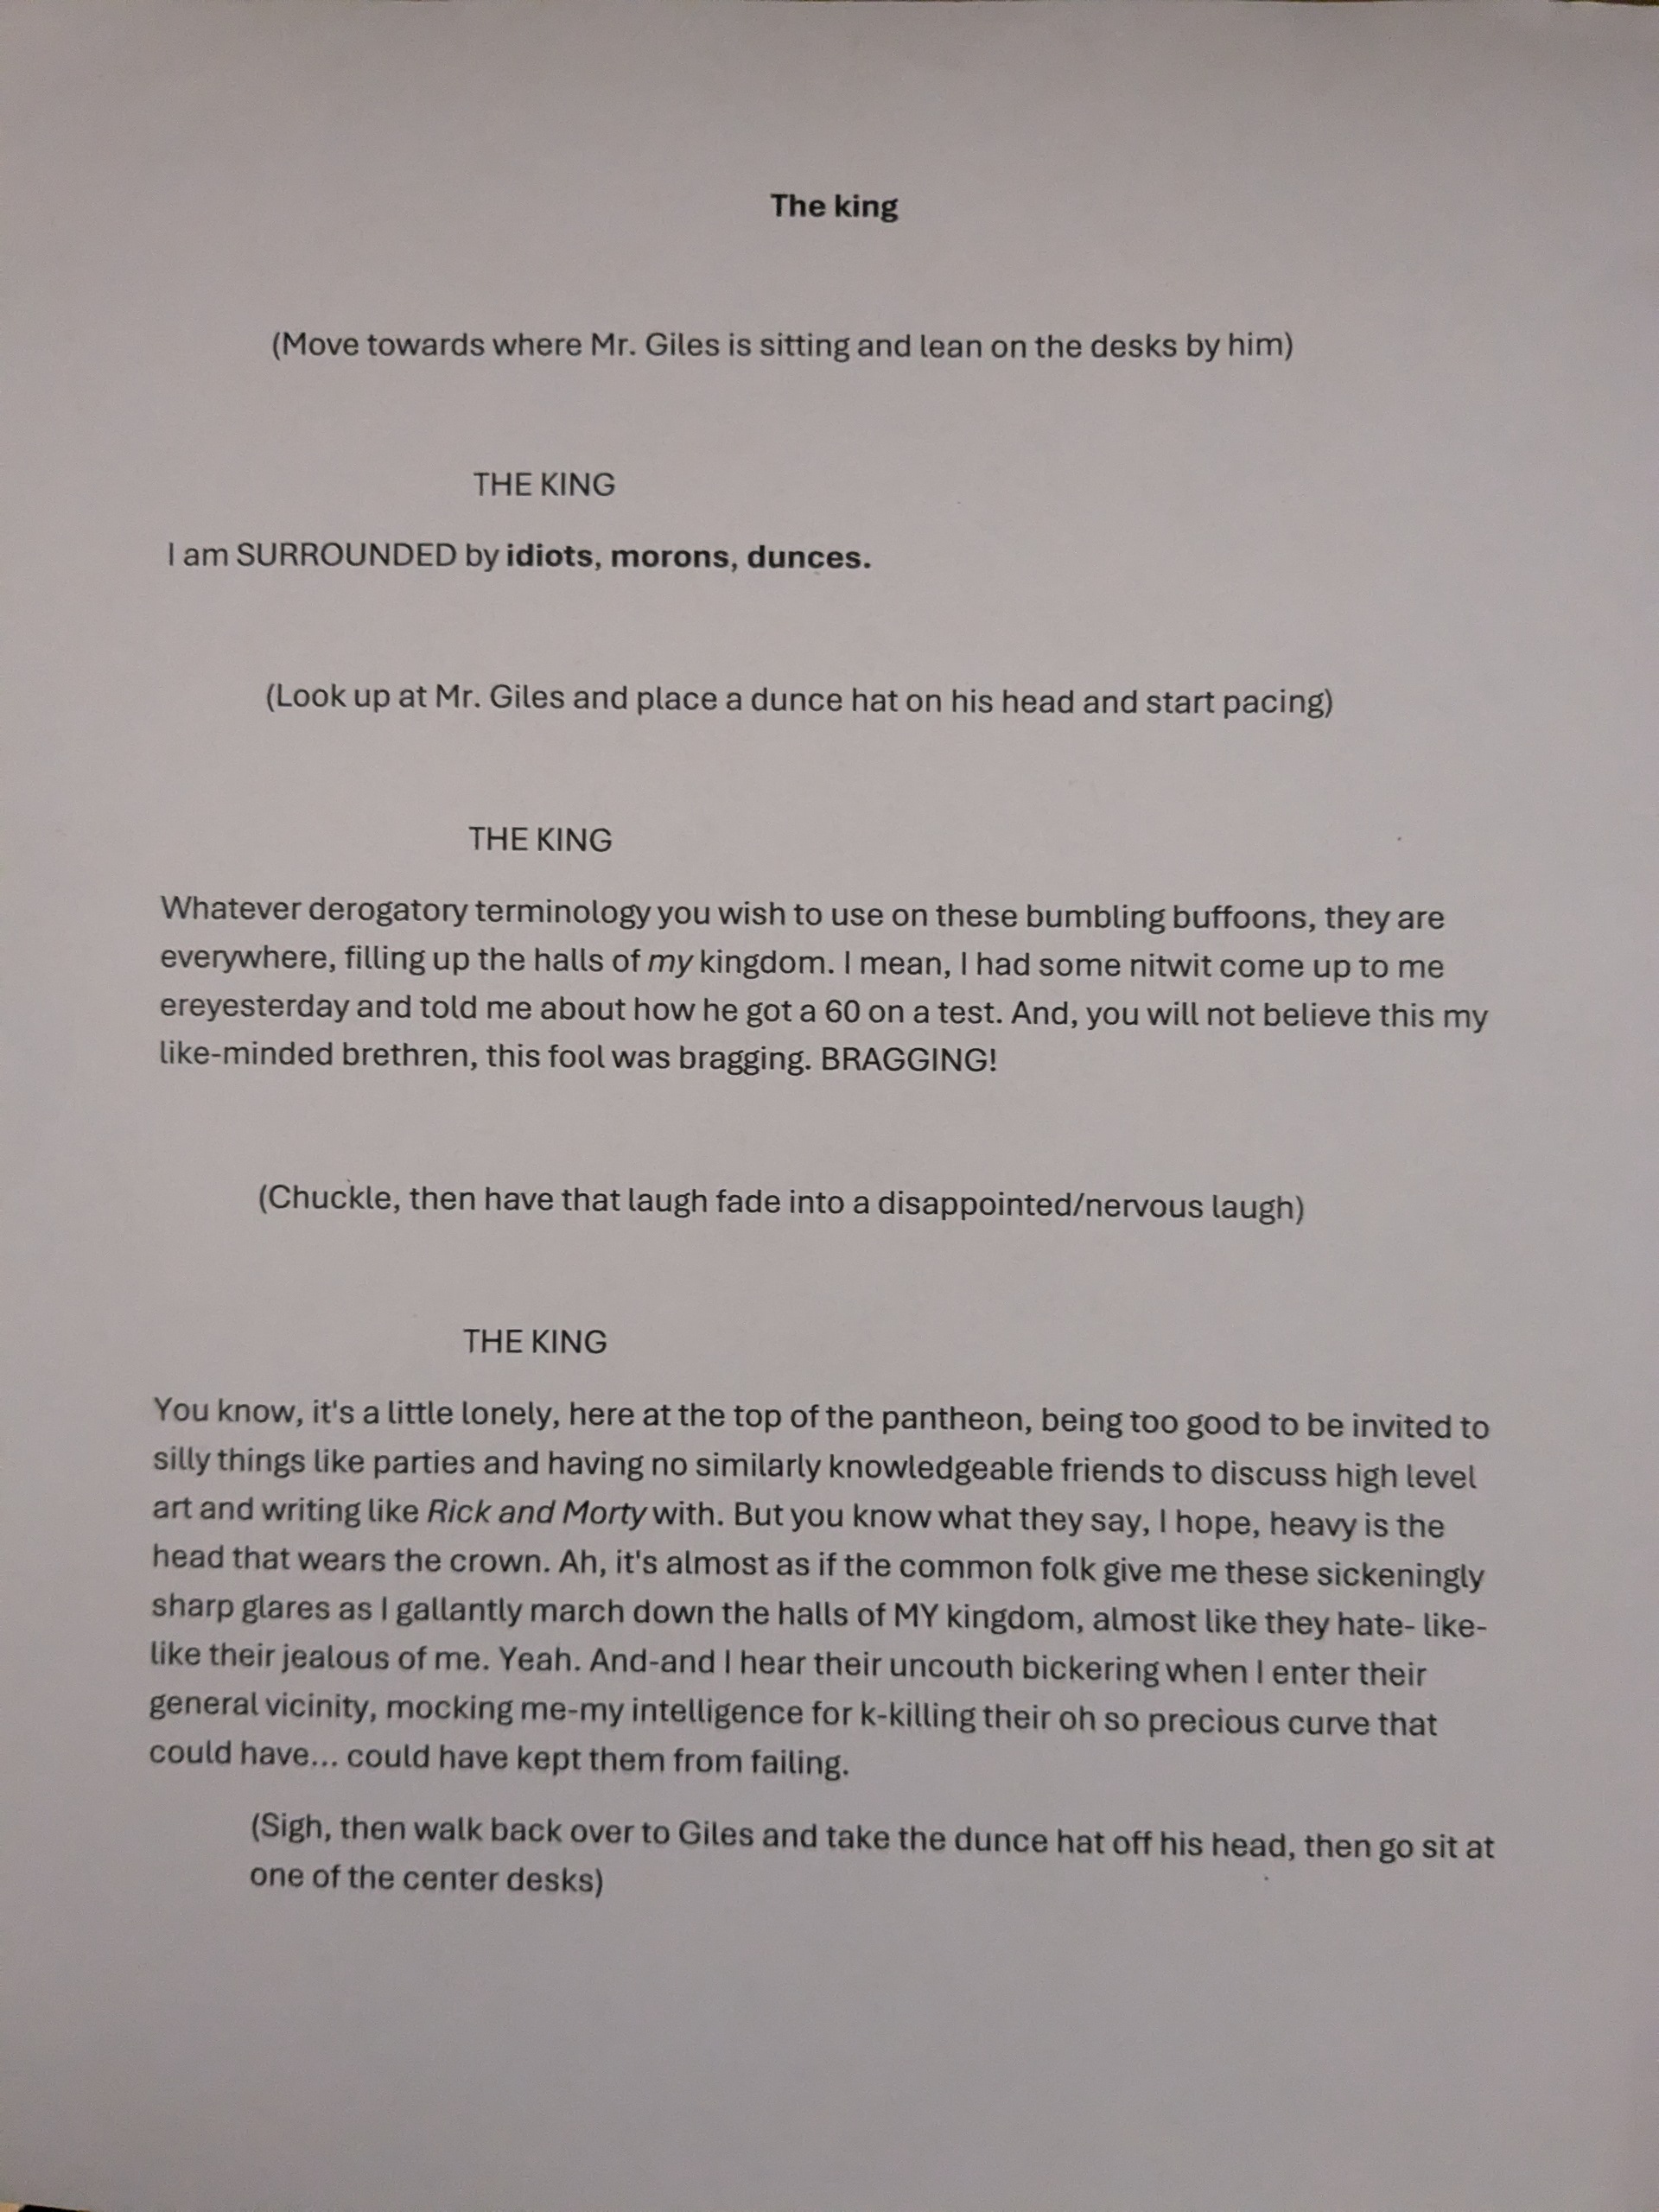 The king
(Move towards where Mr. Giles is sitting and lean on the desks by him)
THE KING
I am SURROUNDED by idiots, morons, dunces.
(Look up at Mr. Giles and place a dunce hat on his head and start pacing)
THE KING
Whatever derogatory terminology you wish to use on these bumbling buffoons, they are
everywhere, filling up the halls of my kingdom. I mean, I had some nitwit come up to me
ereyesterday and told me about how he got a 60 on a test. And, you will not believe this my
like-minded brethren, this fool was bragging. BRAGGING!
(Chuckle, then have that laugh fade into a disappointed/nervous laugh)
THE KING
You know, it's a little lonely, here at the top of the pantheon, being too good to be invited to
silly things like parties and having no similarly knowledgeable friends to discuss high level
art and writing like Rick and Morty with. But you know what they say, I hope, heavy is the
head that wears the crown. Ah, it's almost as if the common folk give me these sickeningly
sharp glares as I gallantly march down the halls of MY kingdom, almost like they hate- like-
like their jealous of me. Yeah. And-and I hear their uncouth bickering when I enter their
general vicinity, mocking me-my intelligence for k-killing their oh so precious curve that
could have... could have kept them from failing.
(Sigh, then walk back over to Giles and take the dunce hat off his head, then go sit at
one of the center desks)